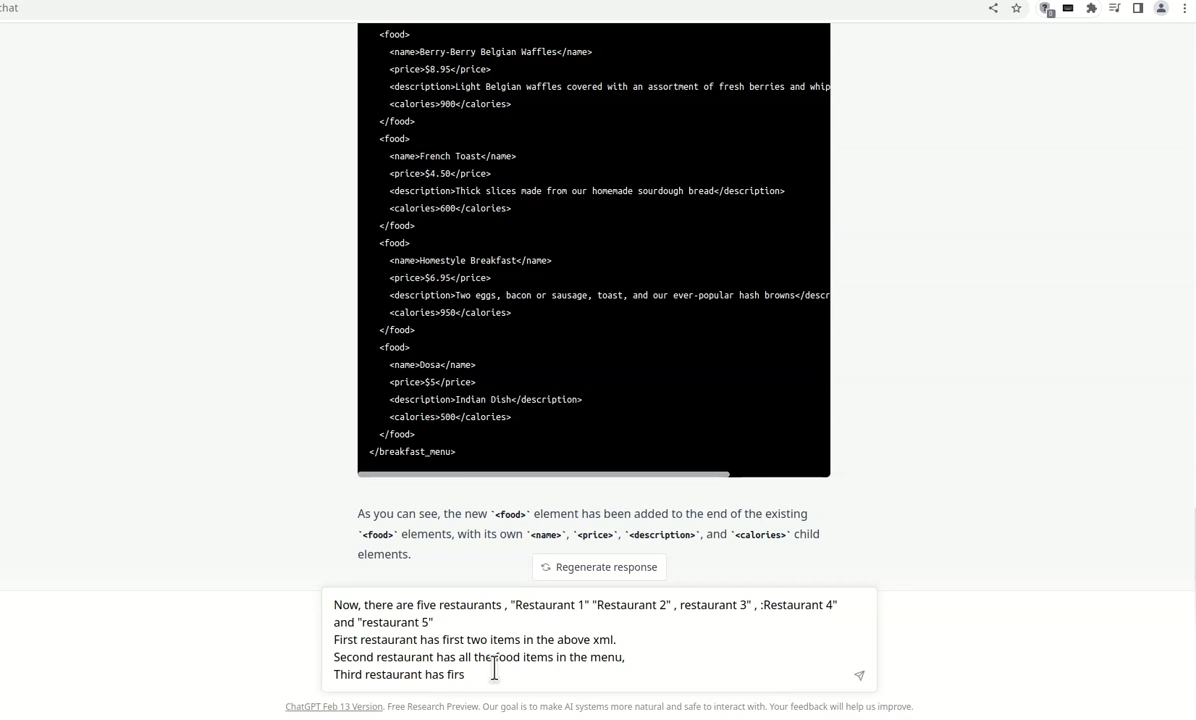 chat
<food>
<name>Berry-Berry Belgian Waffles</name>
<price>$8.95</price>
<description>Light Belgian waffles covered with an assortment of fresh berries and whip
<calories>900</calories>
</food>
<food>
<name>French Toast</name>
<price>$4.50</price>
<description>Thick slices made from our homemade sourdough bread</description>
<calories>600</calories>
</food>
<food>
<name>Homestyle Breakfast</name>
<price>$6.95</price>
<description>Two eggs, bacon or sausage, toast, and our ever-popular hash browns</descr
<calories>950</calories>
</food>
<food>
<name>Dosa</name>
<price>$5</price>
<description>Indian Dish</description>
<calories>500</calories>
</food>
</breakfast_menu>
As you can see, the new `<food>` element has been added to the end of the existing
`<food>` elements, with its own `<name>`, `<price>`, `<description>`, and `<calories>` child
elements.
Regenerate response
Now, there are five restaurants , "Restaurant 1" "Restaurant 2" , restaurant 3" , :Restaurant 4"
and "restaurant 5"
First restaurant has first two items in the above xml.
Second restaurant has all the food items in the menu,
Third restaurant has firs
ChatGPT Feb 13 Version. Free Research Preview. Our goal is to make AI systems more natural and safe to interact with. Your feedback will help us improve.